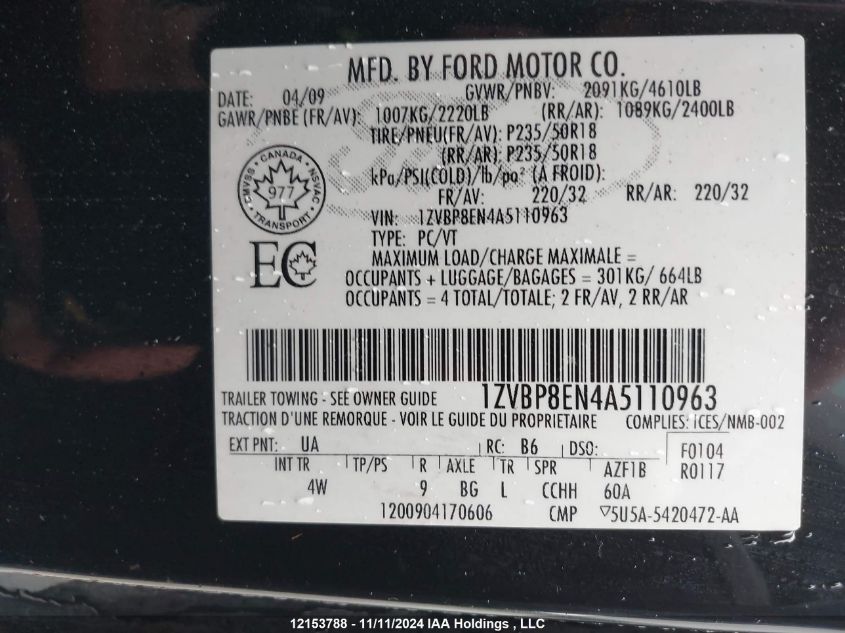 MFD. BY FORD MOTOR CO.
DATE: 04/09 GVWR/PNBV: 2091KG/4610LB
GAWR/PNBE (FR/AV): 1007KG/2220LB (RR/AR): 1089KG/2400LB
TIRE/PNEU(FR/AV): P235/50R18
(RR/AR): P235/50R18
kPa/PSI(COLD)/lb/po² (A FROID):
FR/AV: 220/32 RR/AR: 220/32
CMVSS · CANADA · NSVAC
977
TRANSPORT
VIN: 1ZVBP8EN4A5110963
TYPE: PC/VT
EC
MAXIMUM LOAD/CHARGE MAXIMALE =
OCCUPANTS + LUGGAGE/BAGAGES = 301KG/ 664LB
OCCUPANTS = 4 TOTAL/TOTALE; 2 FR/AV, 2 RR/AR
TRAILER TOWING - SEE OWNER GUIDE 1ZVBP8EN4A5110963
TRACTION D'UNE REMORQUE - VOIR LE GUIDE DU PROPRIETAIRE COMPLIES: ICES/NMB-002
EXT PNT: UA RC: B6 DSO: F0104
INT TR TP/PS R AXLE TR SPR AZF1B R0117
4W 9 BG L CCHH 60A
1200904170606 CMP ▽5U5A-5420472-AA
12153788 - 11/11/2024 IAA Holdings , LLC